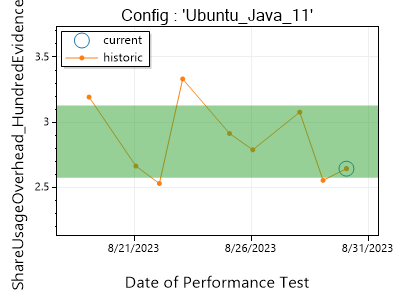 Config : 'Ubuntu_Java_11'
ShareUsageOverhead_HundredEvidence
current
historic
3.5
3
2.5
8/21/2023
8/26/2023
8/31/2023
Date of Performance Test